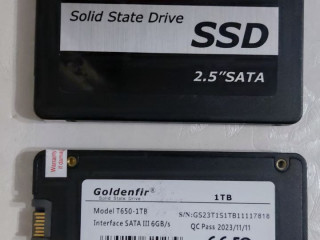 Solid State Drive
SSD
2.5"SATA
Goldenfir®
Solid State Drive
1TB
Model T650-1TB
S/N:GS23T1S1TB11117818
Interface SATA III 6GB/s
QC Pass 2023/11/11